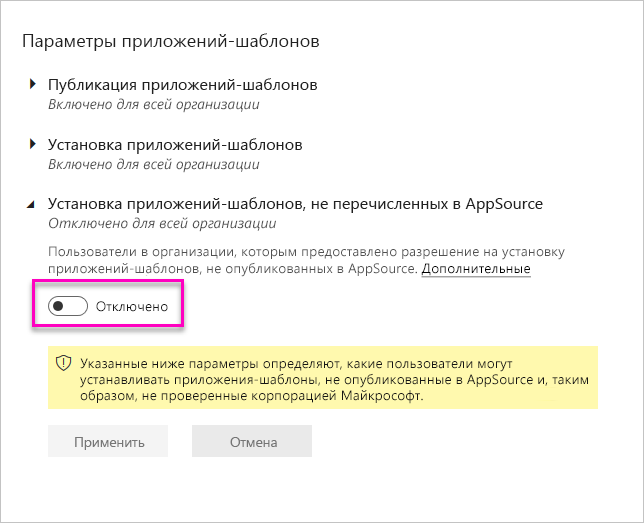 Параметры приложений-шаблонов
Публикация приложений-шаблонов
Включено для всей организации
Установка приложений-шаблонов
Включено для всей организации
Установка приложений-шаблонов, не перечисленных в AppSource
Отключено для всей организации
Пользователи в организации, которым предоставлено разрешение на установку
приложений-шаблонов, не опубликованных в AppSource. Дополнительные
Отключено
Указанные ниже параметры определяют, какие пользователи могут
устанавливать приложения-шаблоны, не опубликованные в AppSource и, таким
образом, не проверенные корпорацией Майкрософт.
Применить
Отмена